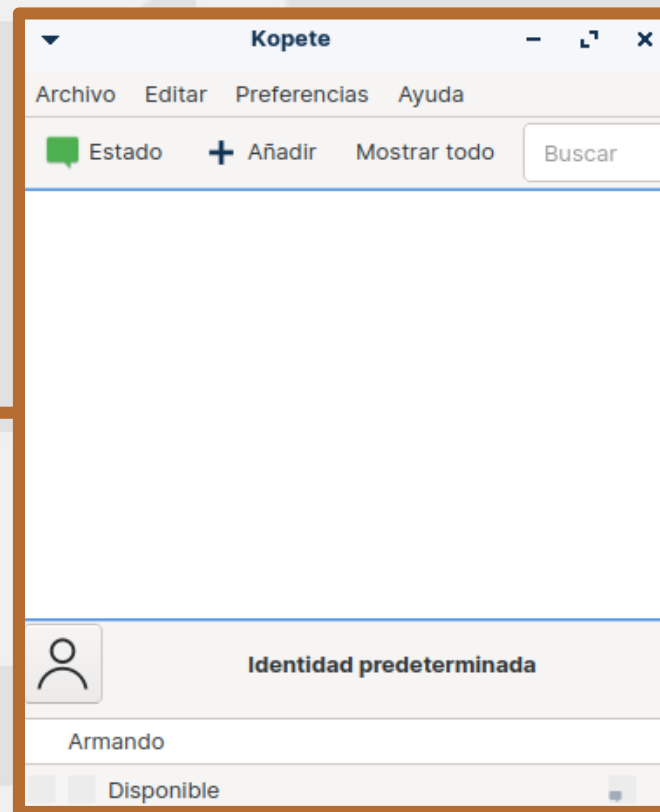 Kopete
Archivo Editar Preferencias Ayuda
Estado Añadir Mostrar todo Buscar
Identidad predeterminada
Armando
Disponible